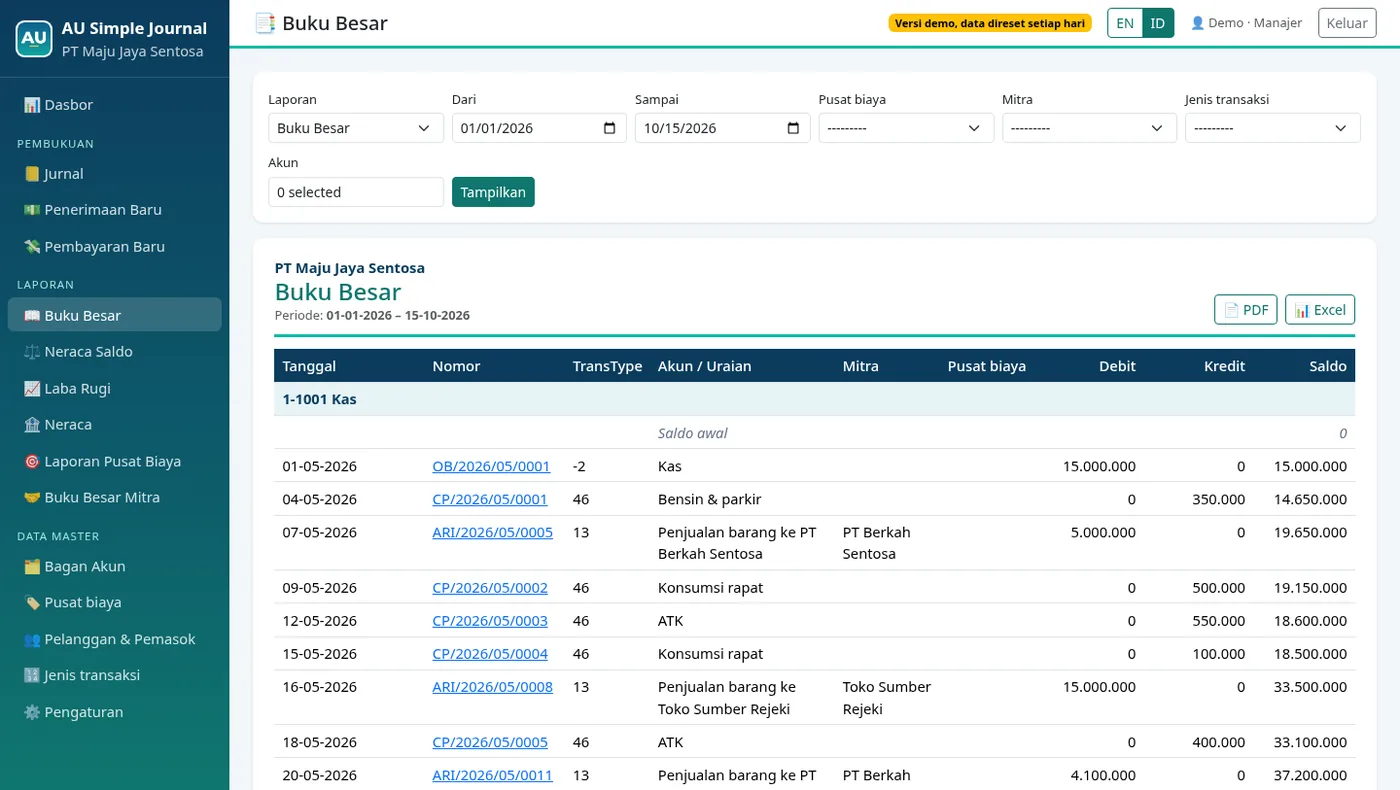 AU
AU Simple Journal
PT Maju Jaya Sentosa
Dasbor
PEMBUKUAN
Jurnal
Penerimaan Baru
Pembayaran Baru
LAPORAN
Buku Besar
Neraca Saldo
Laba Rugi
Neraca
Laporan Pusat Biaya
Buku Besar Mitra
DATA MASTER
Bagan Akun
Pusat biaya
Pelanggan & Pemasok
Jenis transaksi
Pengaturan
Buku Besar
Versi demo, data direset setiap hari
EN ID
Demo · Manajer
Keluar
Laporan Dari Sampai Pusat biaya Mitra Jenis transaksi
Buku Besar 01/01/2026 10/15/2026 --------- --------- ---------
Akun
0 selected Tampilkan
PT Maju Jaya Sentosa
Buku Besar
Periode: 01-01-2026 – 15-10-2026
PDF Excel
Tanggal Nomor TransType Akun / Uraian Mitra Pusat biaya Debit Kredit Saldo
1-1001 Kas
Saldo awal 0
01-05-2026 OB/2026/05/0001 -2 Kas 15.000.000 0 15.000.000
04-05-2026 CP/2026/05/0001 46 Bensin & parkir 0 350.000 14.650.000
07-05-2026 ARI/2026/05/0005 13 Penjualan barang ke PT PT Berkah 5.000.000 0 19.650.000
Berkah Sentosa Sentosa
09-05-2026 CP/2026/05/0002 46 Konsumsi rapat 0 500.000 19.150.000
12-05-2026 CP/2026/05/0003 46 ATK 0 550.000 18.600.000
15-05-2026 CP/2026/05/0004 46 Konsumsi rapat 0 100.000 18.500.000
16-05-2026 ARI/2026/05/0008 13 Penjualan barang ke Toko Sumber 15.000.000 0 33.500.000
Toko Sumber Rejeki Rejeki
18-05-2026 CP/2026/05/0005 46 ATK 0 400.000 33.100.000
20-05-2026 ARI/2026/05/0011 13 Penjualan barang ke PT PT Berkah 4.100.000 0 37.200.000